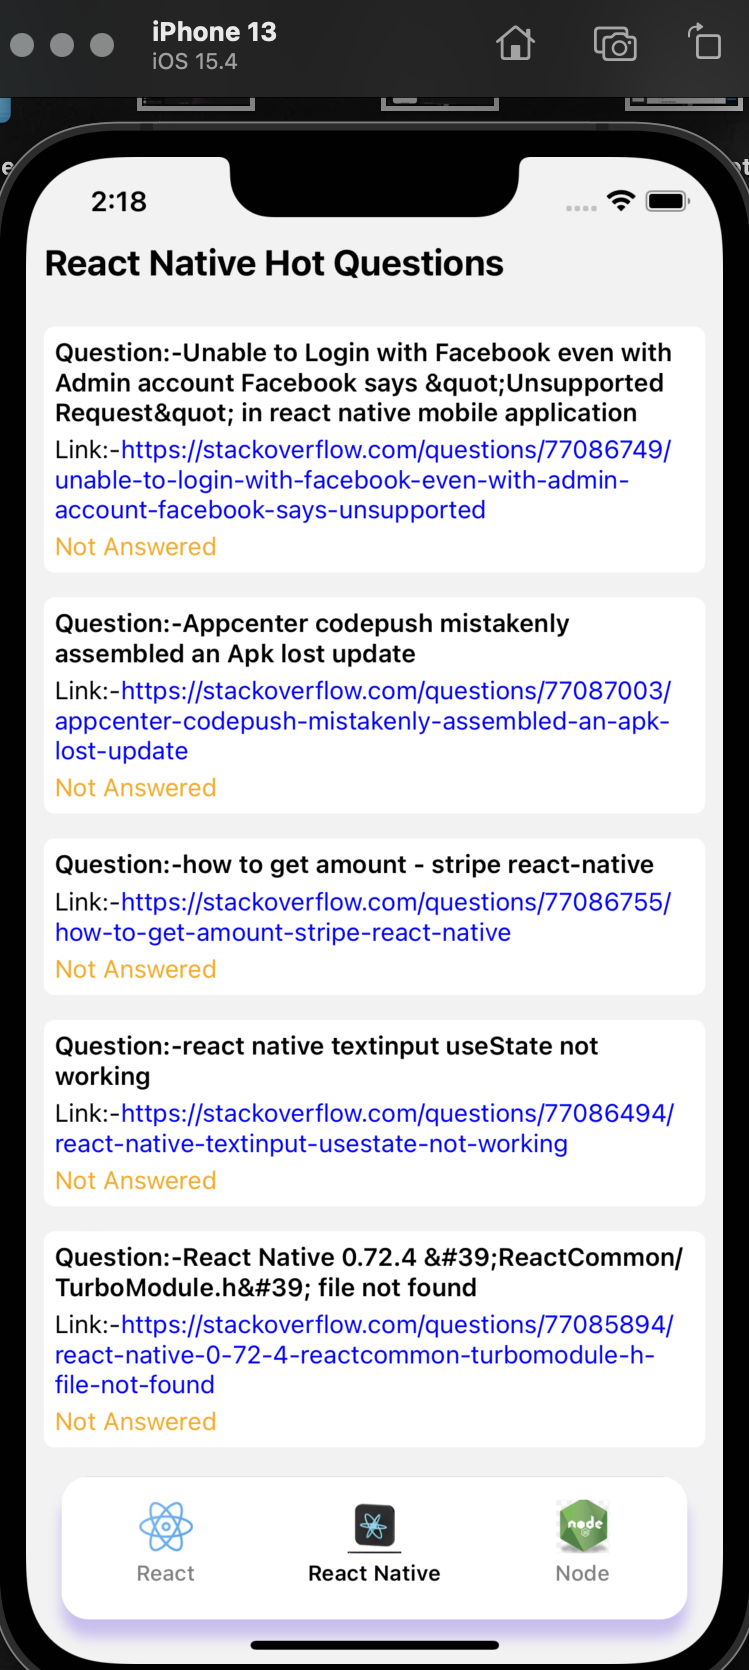 iPhone 13
iOS 15.4
2:18
React Native Hot Questions
Question:-Unable to Login with Facebook even with
Admin account Facebook says &quot;Unsupported
Request&quot; in react native mobile application
Link:-https://stackoverflow.com/questions/77086749/
unable-to-login-with-facebook-even-with-admin-
account-facebook-says-unsupported
Not Answered
Question:-Appcenter codepush mistakenly
assembled an Apk lost update
Link:-https://stackoverflow.com/questions/77087003/
appcenter-codepush-mistakenly-assembled-an-apk-
lost-update
Not Answered
Question:-how to get amount - stripe react-native
Link:-https://stackoverflow.com/questions/77086755/
how-to-get-amount-stripe-react-native
Not Answered
Question:-react native textinput useState not
working
Link:-https://stackoverflow.com/questions/77086494/
react-native-textinput-usestate-not-working
Not Answered
Question:-React Native 0.72.4 &#39;ReactCommon/
TurboModule.h&#39; file not found
Link:-https://stackoverflow.com/questions/77085894/
react-native-0-72-4-reactcommon-turbomodule-h-
file-not-found
Not Answered
node
React
React Native
Node